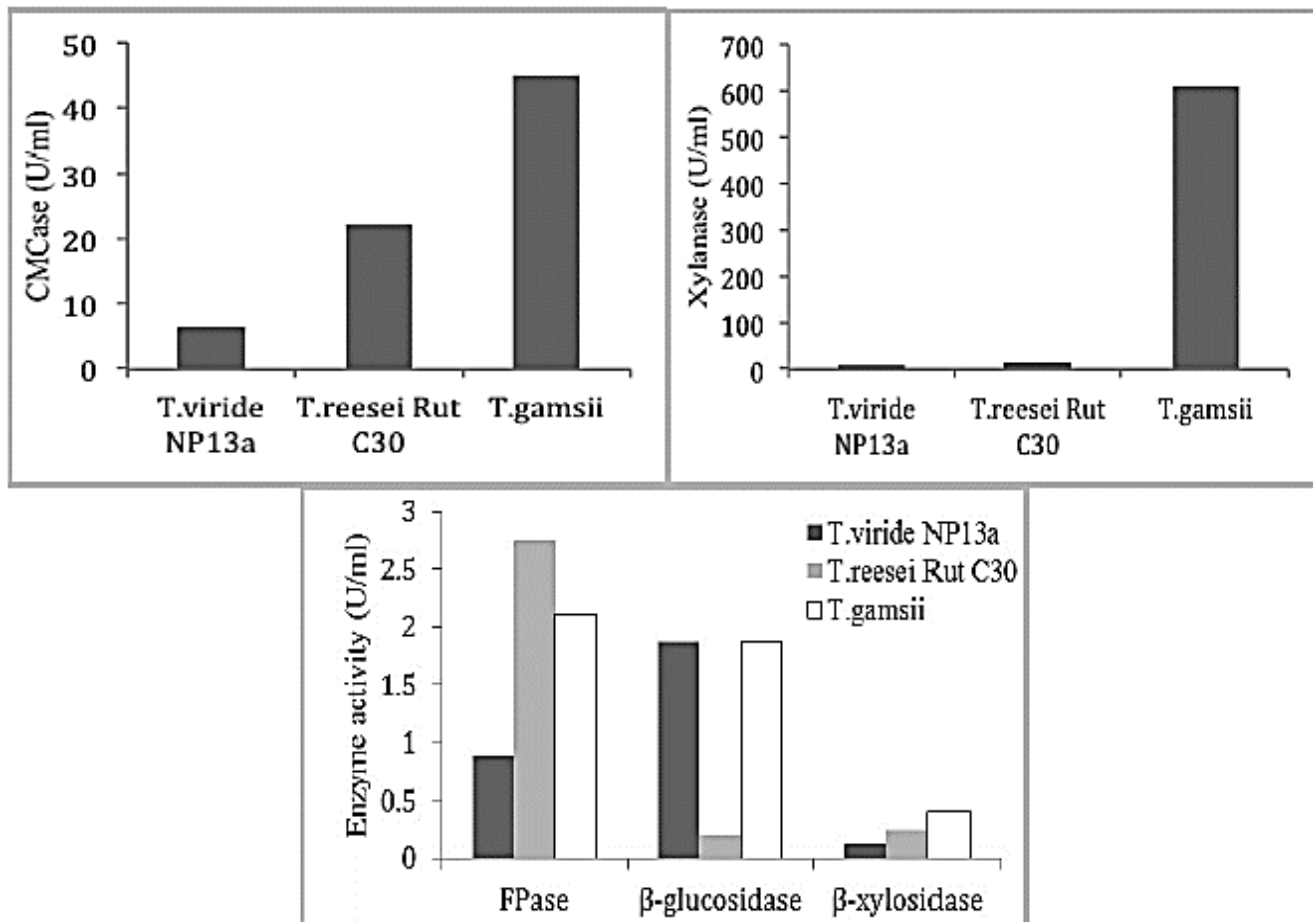 50
40
30
20
10
0
CMCase (U/ml)
T.viride NP13a
T.reesei Rut C30
T.gamsii
700
600
500
400
300
200
100
0
Xylanase (U/ml)
T.viride NP13a
T.reesei Rut C30
T.gamsii
3
2.5
2
1.5
1
0.5
0
Enzyme activity (U/ml)
T.viride NP13a
T.reesei Rut C30
T.gamsii
FPase
β-glucosidase
β-xylosidase